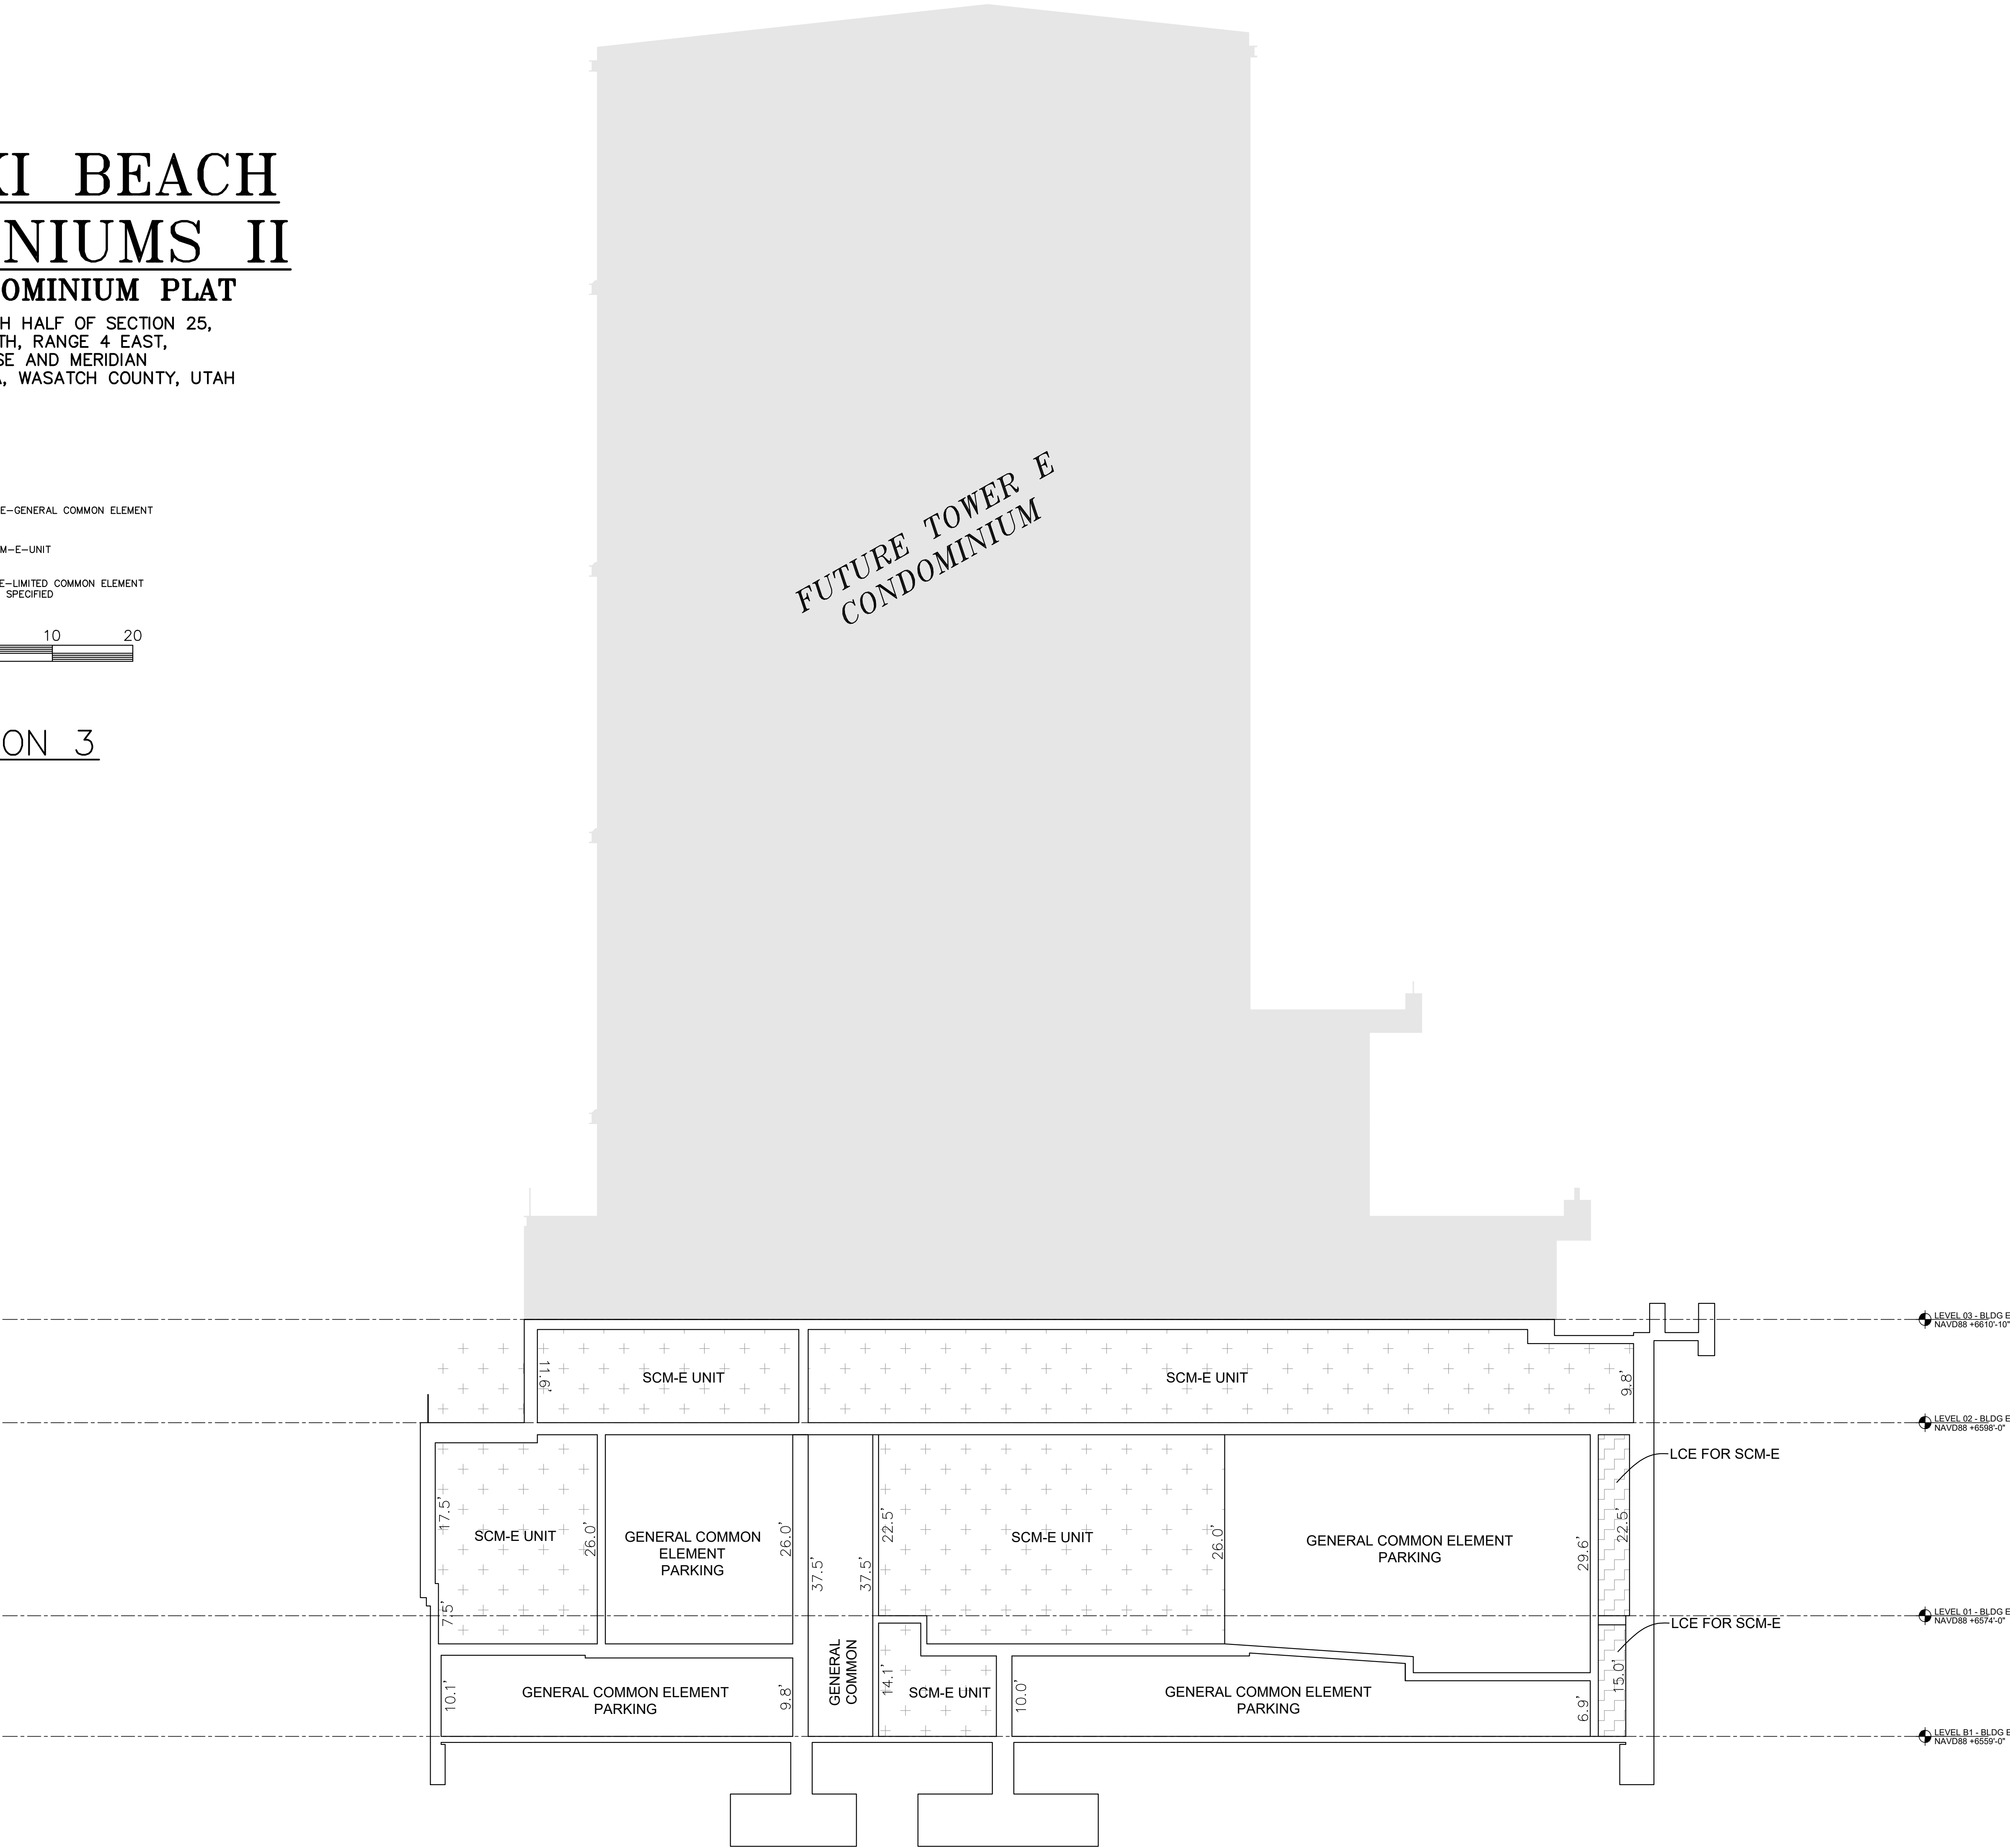 KI BEACH
NIUMS II
OMINIUM PLAT
H HALF OF SECTION 25,
TH, RANGE 4 EAST,
SE AND MERIDIAN
A, WASATCH COUNTY, UTAH
E-GENERAL COMMON ELEMENT
M-E-UNIT
E-LIMITED COMMON ELEMENT
SPECIFIED
10 20
ON 3
FUTURE TOWER E
CONDOMINIUM
LEVEL 03 - BLDG E
NAVD88 +6610'-10"
11.6'
SCM-E UNIT
SCM-E UNIT
9.8'
LEVEL 02 - BLDG E
NAVD88 +6598'-0"
LCE FOR SCM-E
17.5'
SCM-E UNIT
7.5'
26.0'
GENERAL COMMON
ELEMENT
PARKING
26.0'
37.5'
37.5'
22.5'
SCM-E UNIT
26.0'
GENERAL COMMON ELEMENT
PARKING
29.6'
22.5'
LEVEL 01 - BLDG E
NAVD88 +6574'-0"
LCE FOR SCM-E
10.1'
GENERAL COMMON ELEMENT
PARKING
9.8'
GENERAL
COMMON
14.1'
SCM-E UNIT
10.0'
GENERAL COMMON ELEMENT
PARKING
6.9'
15.0'
LEVEL B1 - BLDG E
NAVD88 +6559'-0"